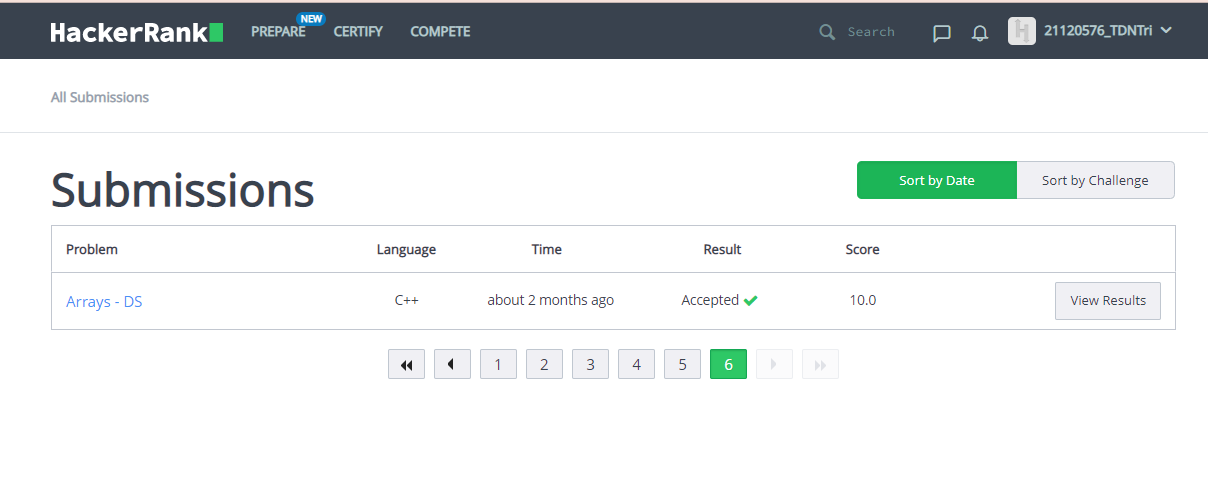 HackerRank PREPARE NEW CERTIFY COMPETE Search 21120576_TDNTri
All Submissions
Submissions
Sort by Date Sort by Challenge
Problem Language Time Result Score
Arrays - DS C++ about 2 months ago Accepted 10.0 View Results
1 2 3 4 5 6